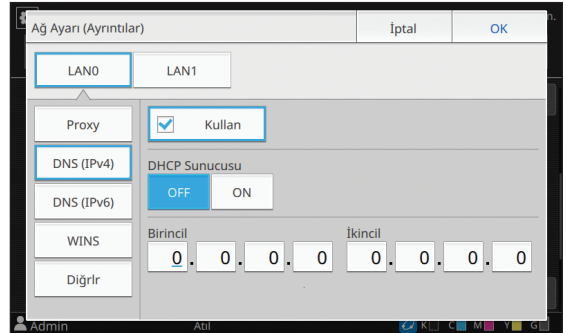 Ağ Ayarı (Ayrıntılar) İptal OK
LAN0 LAN1
Proxy
DNS (IPv4)
DNS (IPv6)
WINS
Diğrlr
Kullan
DHCP Sunucusu
OFF ON
Birincil İkincil
0. 0. 0. 0 0. 0. 0. 0
Admin Atıl K C M Y G